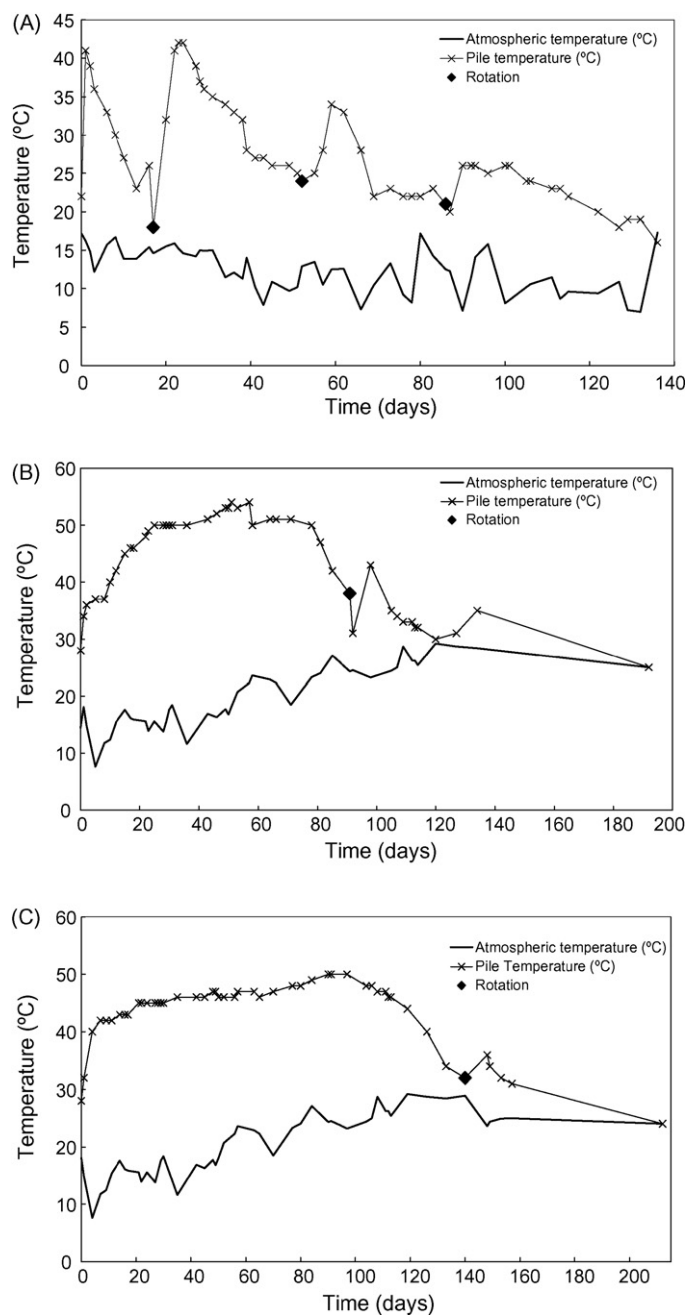 (A)
45
40
35
30
25
20
15
10
5
0
Temperature (ºC)
Atmospheric temperature (ºC)
Pile temperature (ºC)
Rotation
0 20 40 60 80 100 120 140
Time (days)
(B)
60
50
40
30
20
10
0
Temperature (ºC)
Atmospheric temperature (ºC)
Pile temperature (ºC)
Rotation
0 20 40 60 80 100 120 140 160 180 200
Time (days)
(C)
60
50
40
30
20
10
0
Temperature (ºC)
Atmospheric temperature (ºC)
Pile Temperature (ºC)
Rotation
0 20 40 60 80 100 120 140 160 180 200
Time (days)